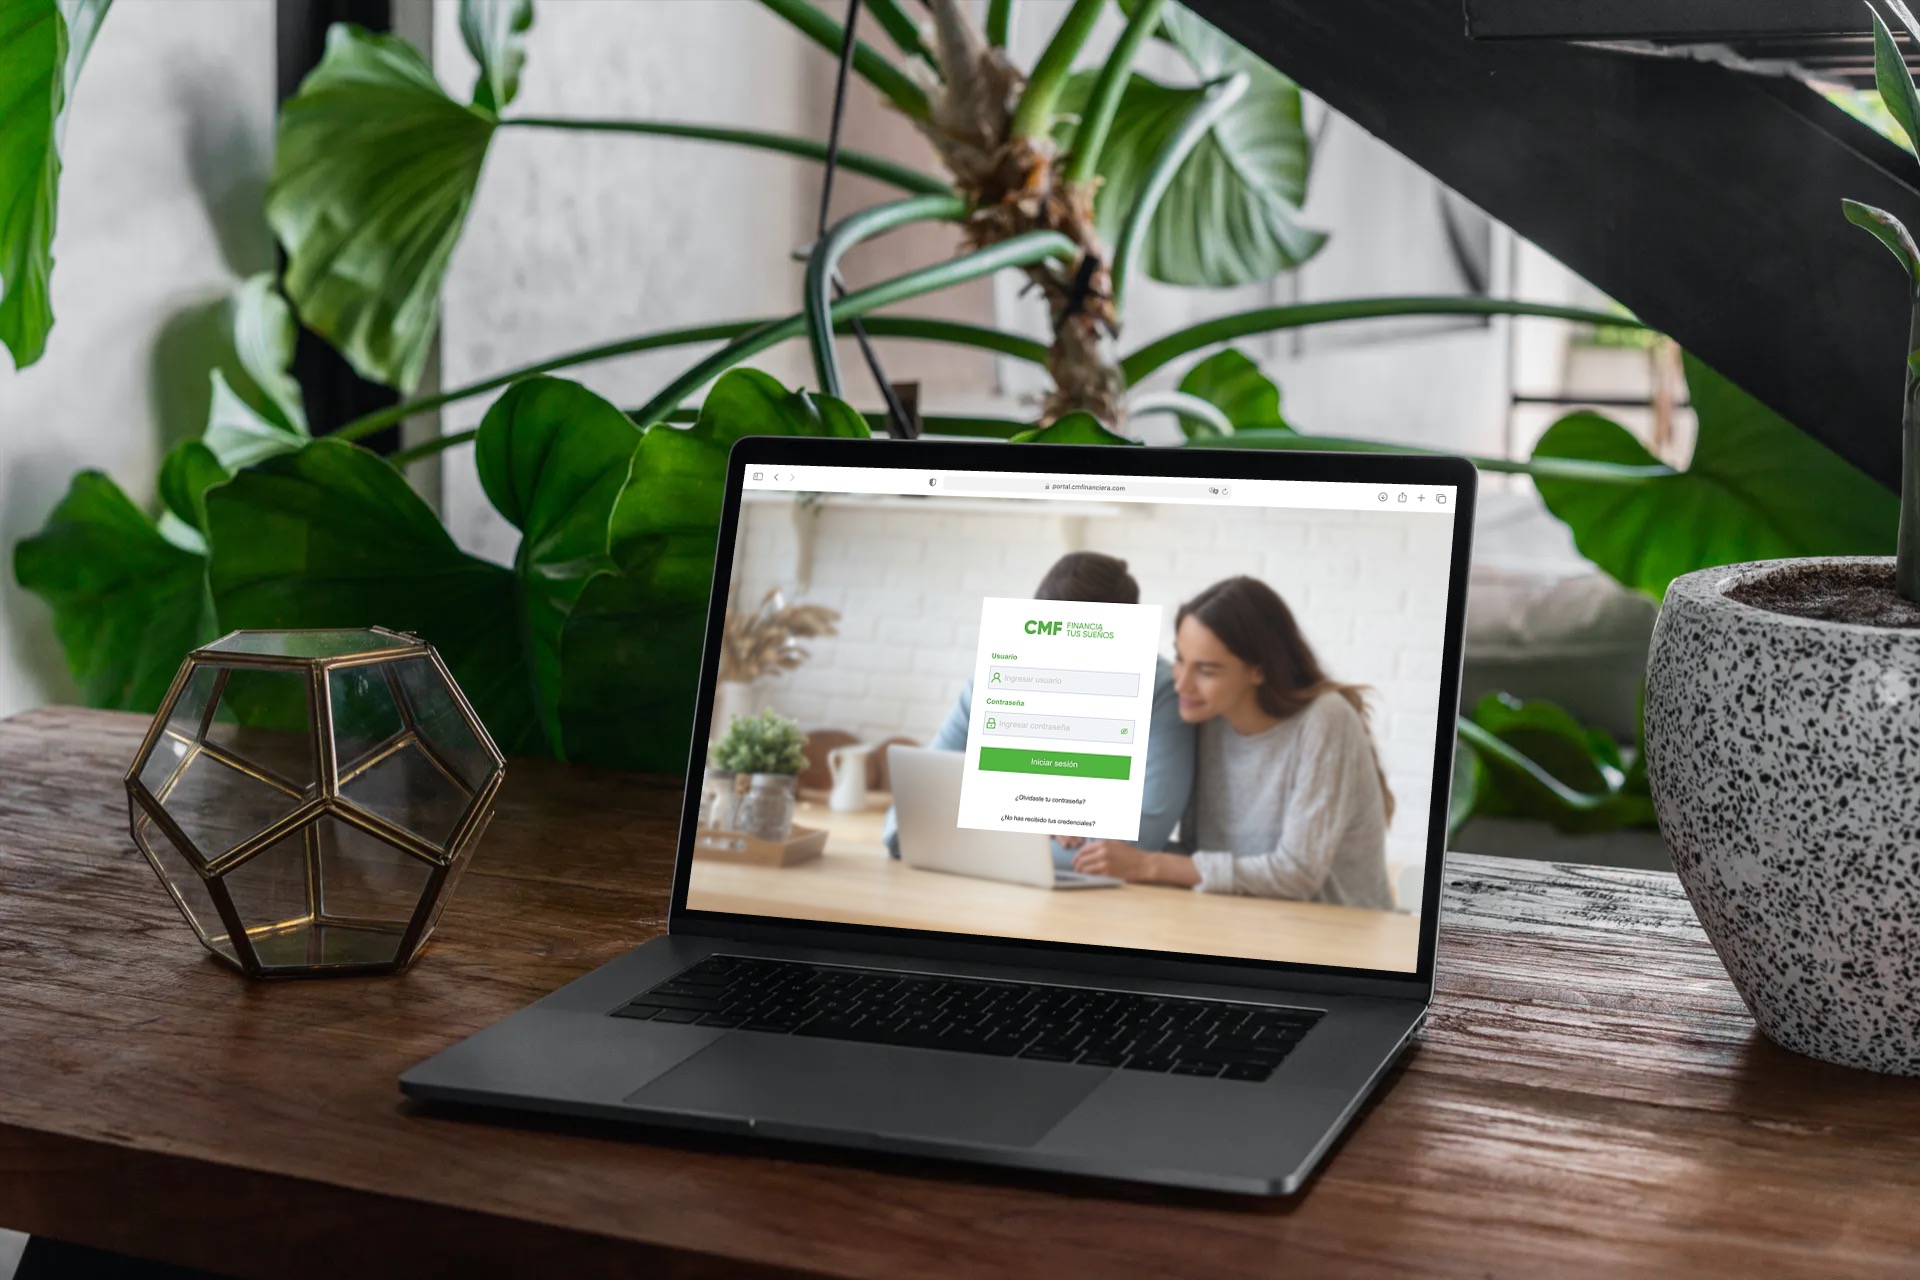 portal.cmfinanciera.com
CMF FINANCIA
TUS SUEÑOS
Usuario
Ingresar usuario
Contraseña
Ingresar contraseña
Iniciar sesión
¿Olvidaste tu contraseña?
¿No has recibido tus credenciales?